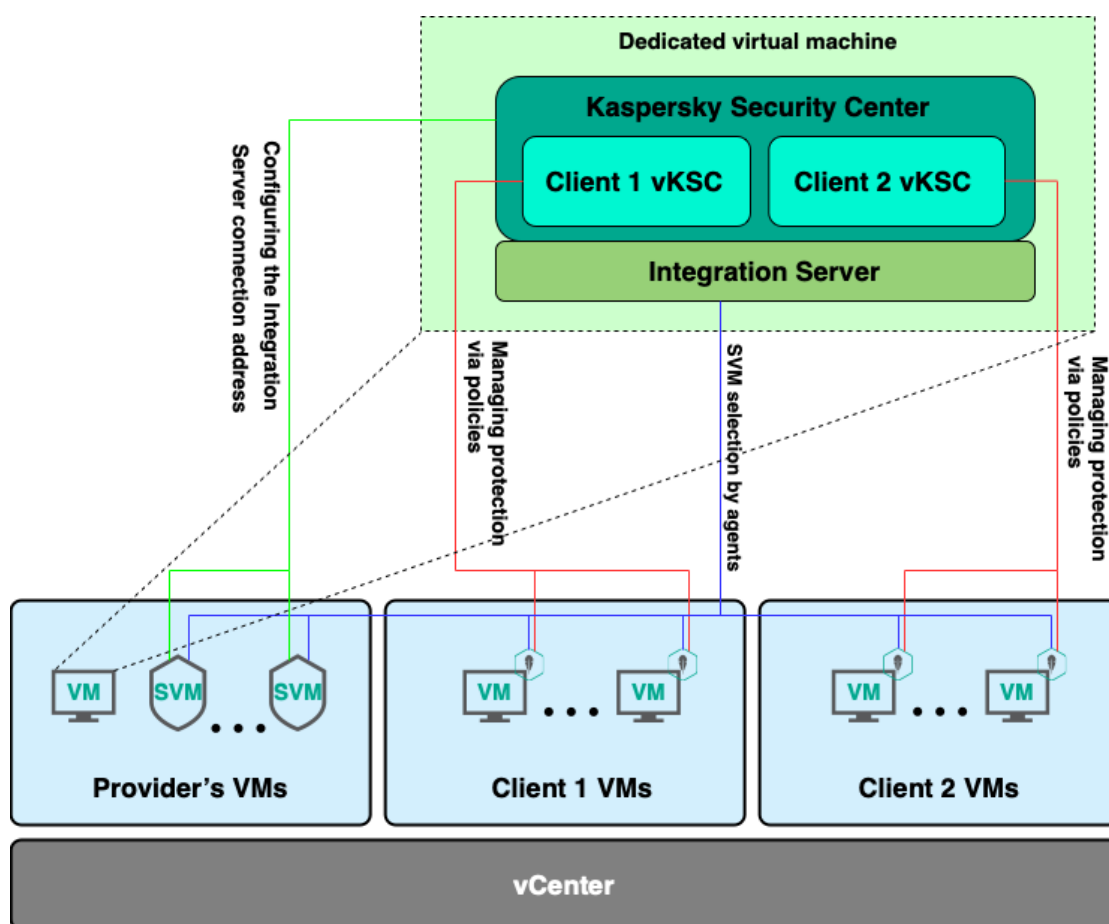 Dedicated virtual machine
Kaspersky Security Center
Client 1 vKSC
Client 2 vKSC
Integration Server
Configuring the Integration
Server connection address
Managing protection
via policies
SVM selection by agents
Managing protection
via policies
VM
SVM
SVM
VM
VM
VM
VM
Provider's VMs
Client 1 VMs
Client 2 VMs
vCenter